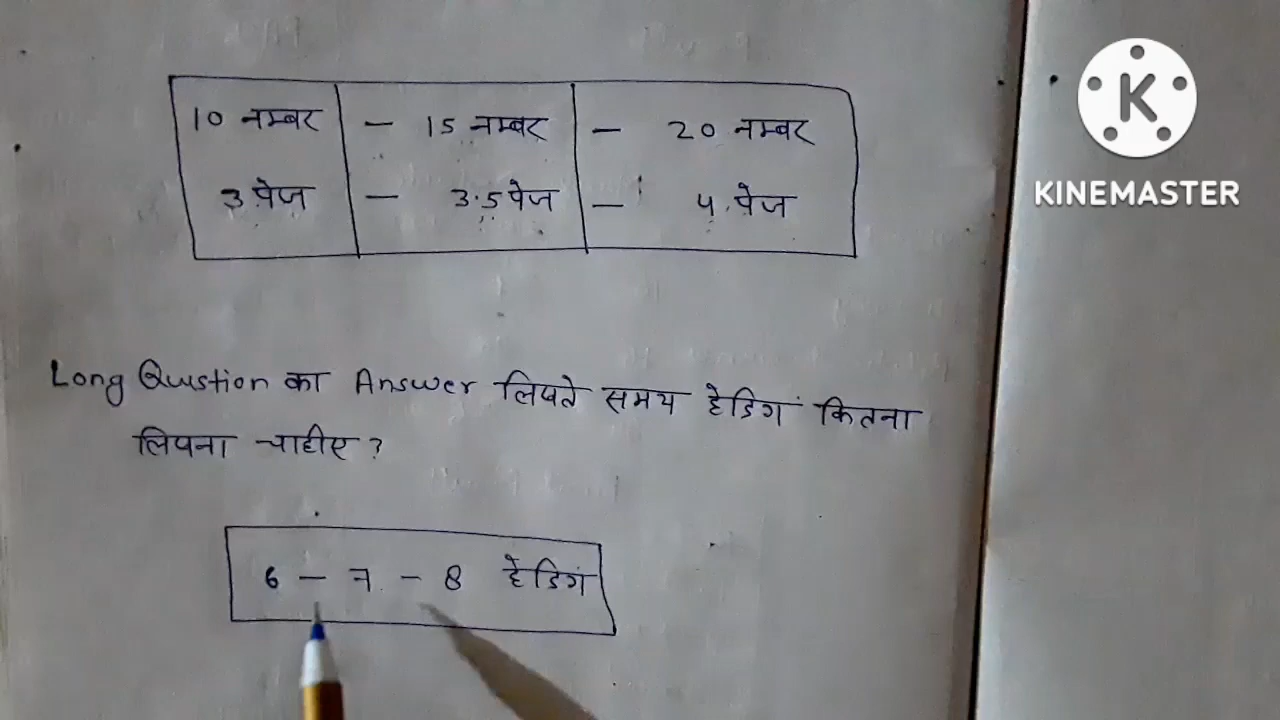 10 नम्बर - 15 नम्बर - 20 नम्बर
3 पेज - 3.5 पेज - 4 पेज
Long Qustion का Answer लिखते समय हेडिगं कितना
लिखना चाहीए ?
6 - 7 - 8 हेडिगं
K
KINEMASTER